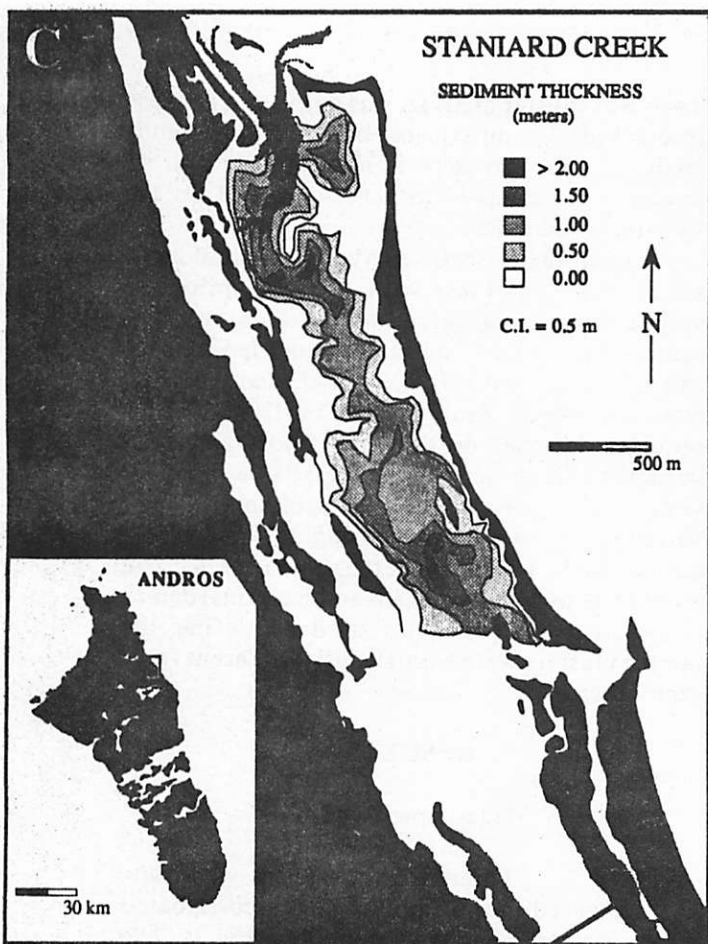 C
STANIARD CREEK
SEDIMENT THICKNESS
(meters)
> 2.00
1.50
1.00
0.50
0.00
C.I. = 0.5 m
N
500 m
ANDROS
30 km